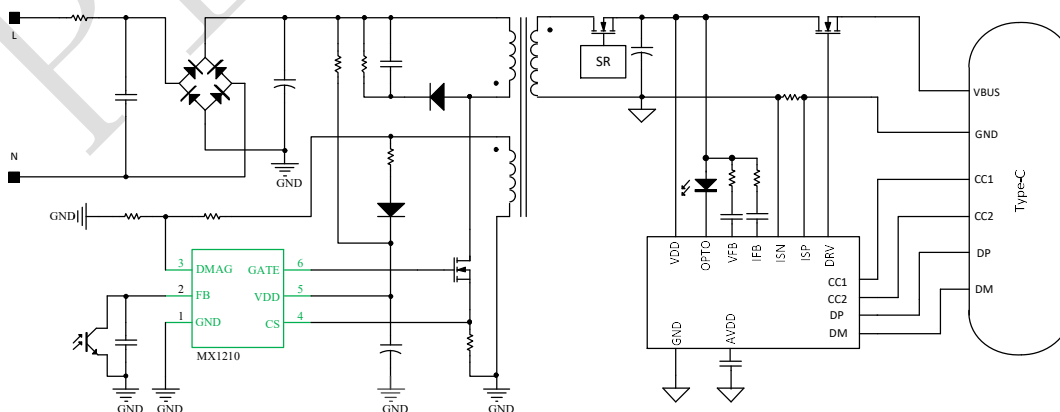 L
N
GND
GND
3 DMAG GATE 6
2 FB VDD 5
1 GND CS 4
MX1210
GND
GND
GND
GND
SR
VDD
OPTO
VFB
IFB
ISN
ISP
DRV
CC1
CC2
DP
DM
GND
AVDD
VBUS
GND
CC1
CC2
DP
DM
Type-C